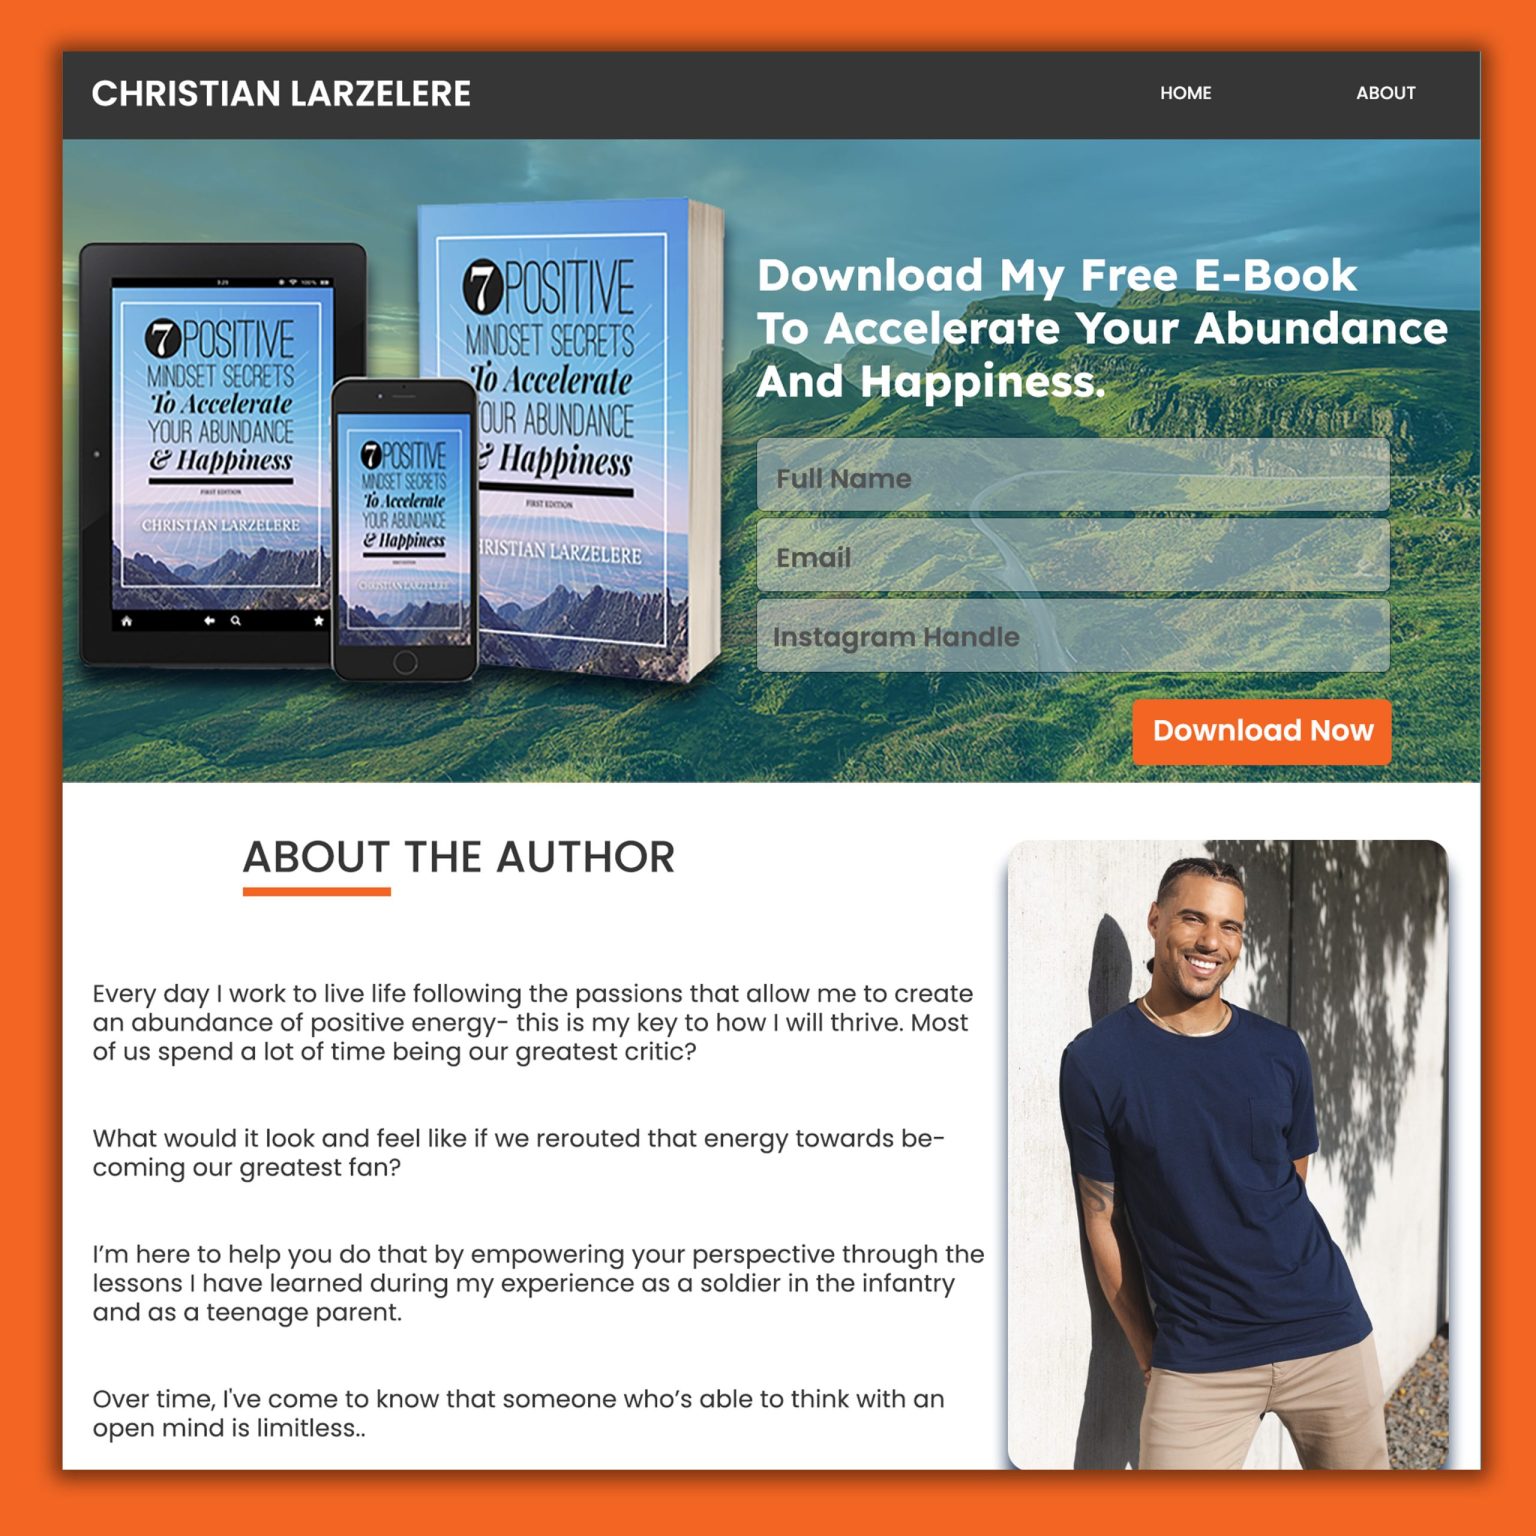 CHRISTIAN LARZELERE
HOME
ABOUT
3:23
100%
7 POSITIVE
MINDSET SECRETS
To Accelerate
YOUR ABUNDANCE
& Happiness
FIRST EDITION
CHRISTIAN LARZELERE
7 POSITIVE
MINDSET SECRETS
To Accelerate
YOUR ABUNDANCE
& Happiness
CHRISTIAN LARZELERE
7 POSITIVE
MINDSET SECRETS
To Accelerate
YOUR ABUNDANCE
& Happiness
FIRST EDITION
HRISTIAN LARZELERE
Download My Free E-Book
To Accelerate Your Abundance
And Happiness.
Full Name
Email
Instagram Handle
Download Now
ABOUT THE AUTHOR
Every day I work to live life following the passions that allow me to create
an abundance of positive energy- this is my key to how I will thrive. Most
of us spend a lot of time being our greatest critic?
What would it look and feel like if we rerouted that energy towards be-
coming our greatest fan?
I’m here to help you do that by empowering your perspective through the
lessons I have learned during my experience as a soldier in the infantry
and as a teenage parent.
Over time, I've come to know that someone who’s able to think with an
open mind is limitless..